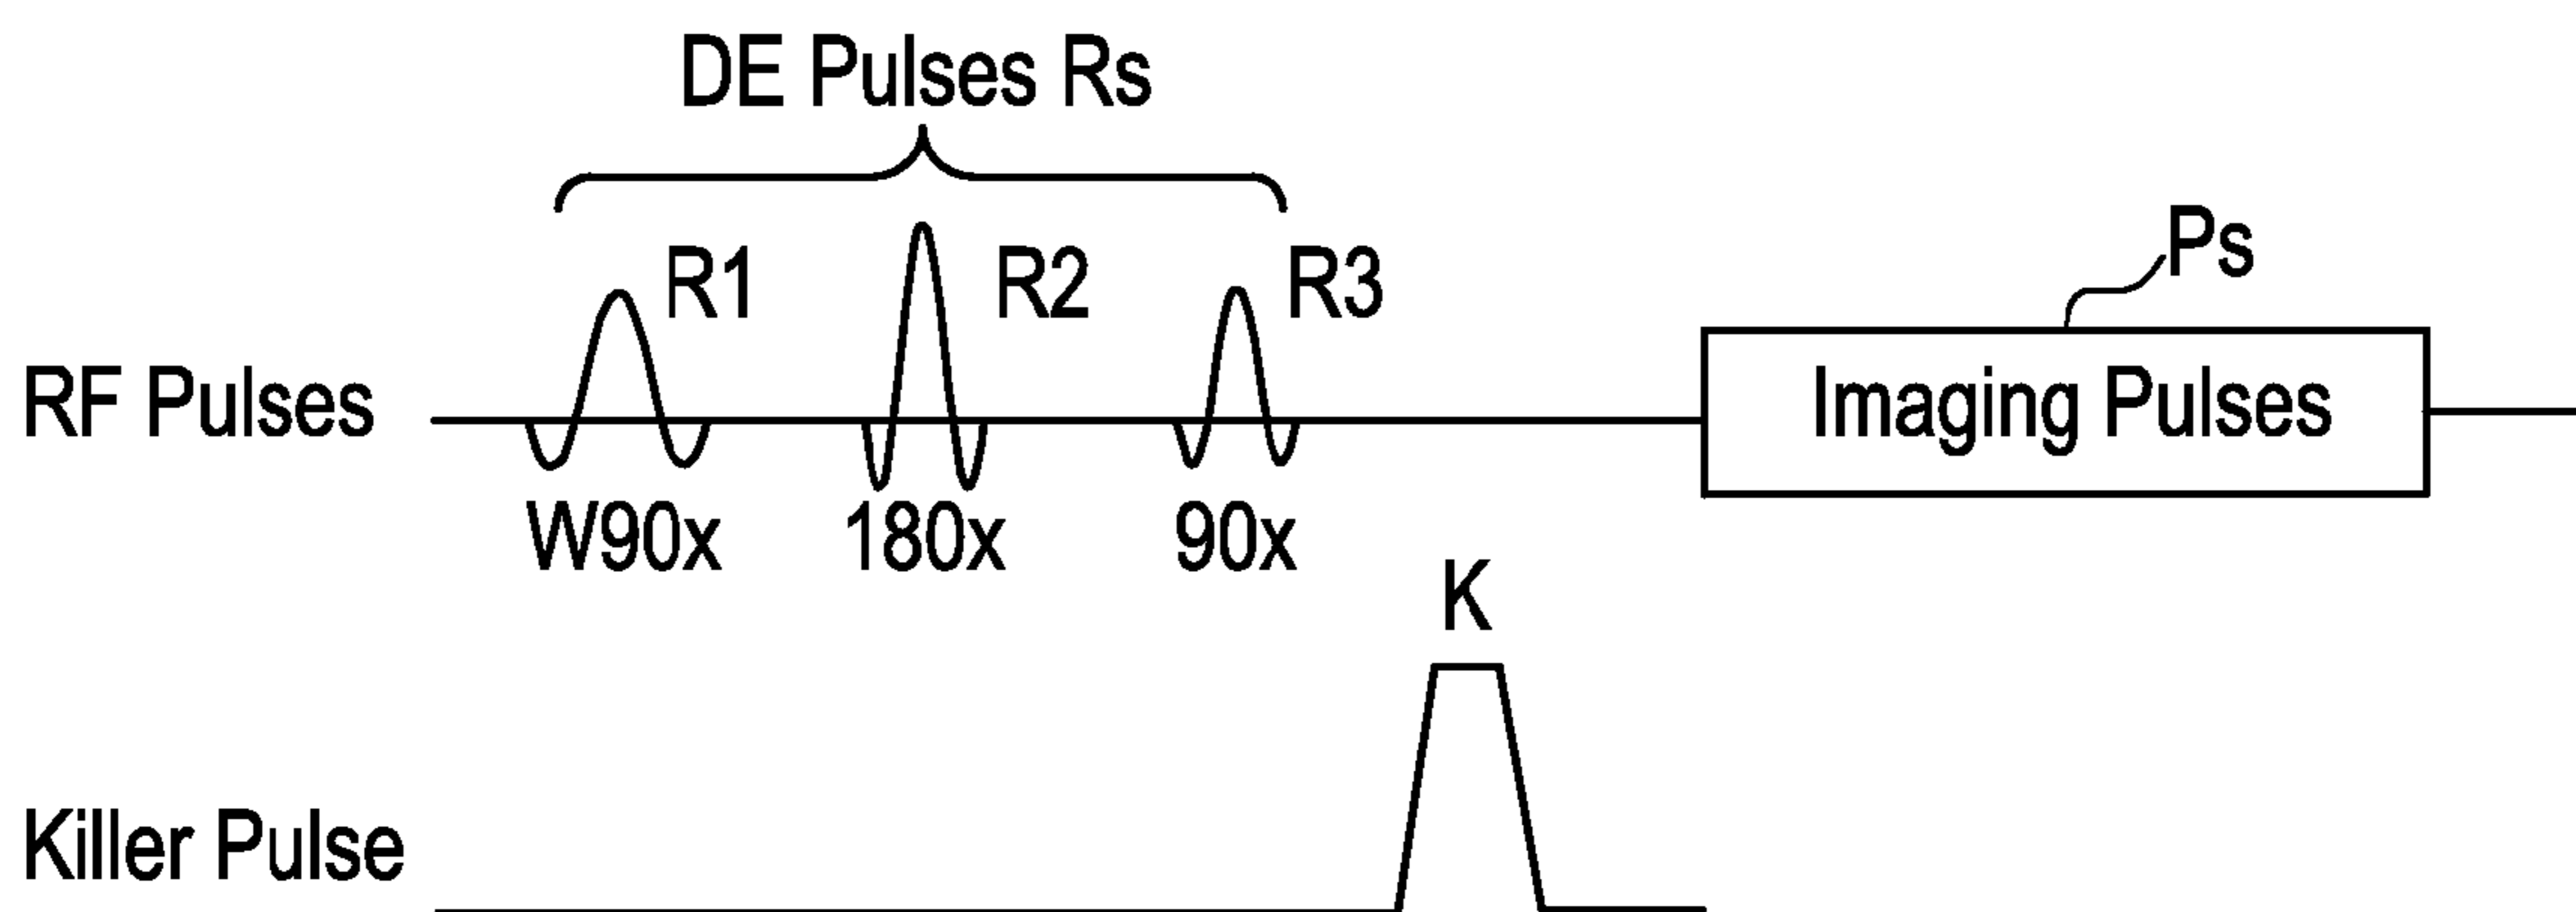 DE Pulses Rs
R1
R2
R3
Ps
RF Pulses
Imaging Pulses
W90x
180x
90x
K
Killer Pulse